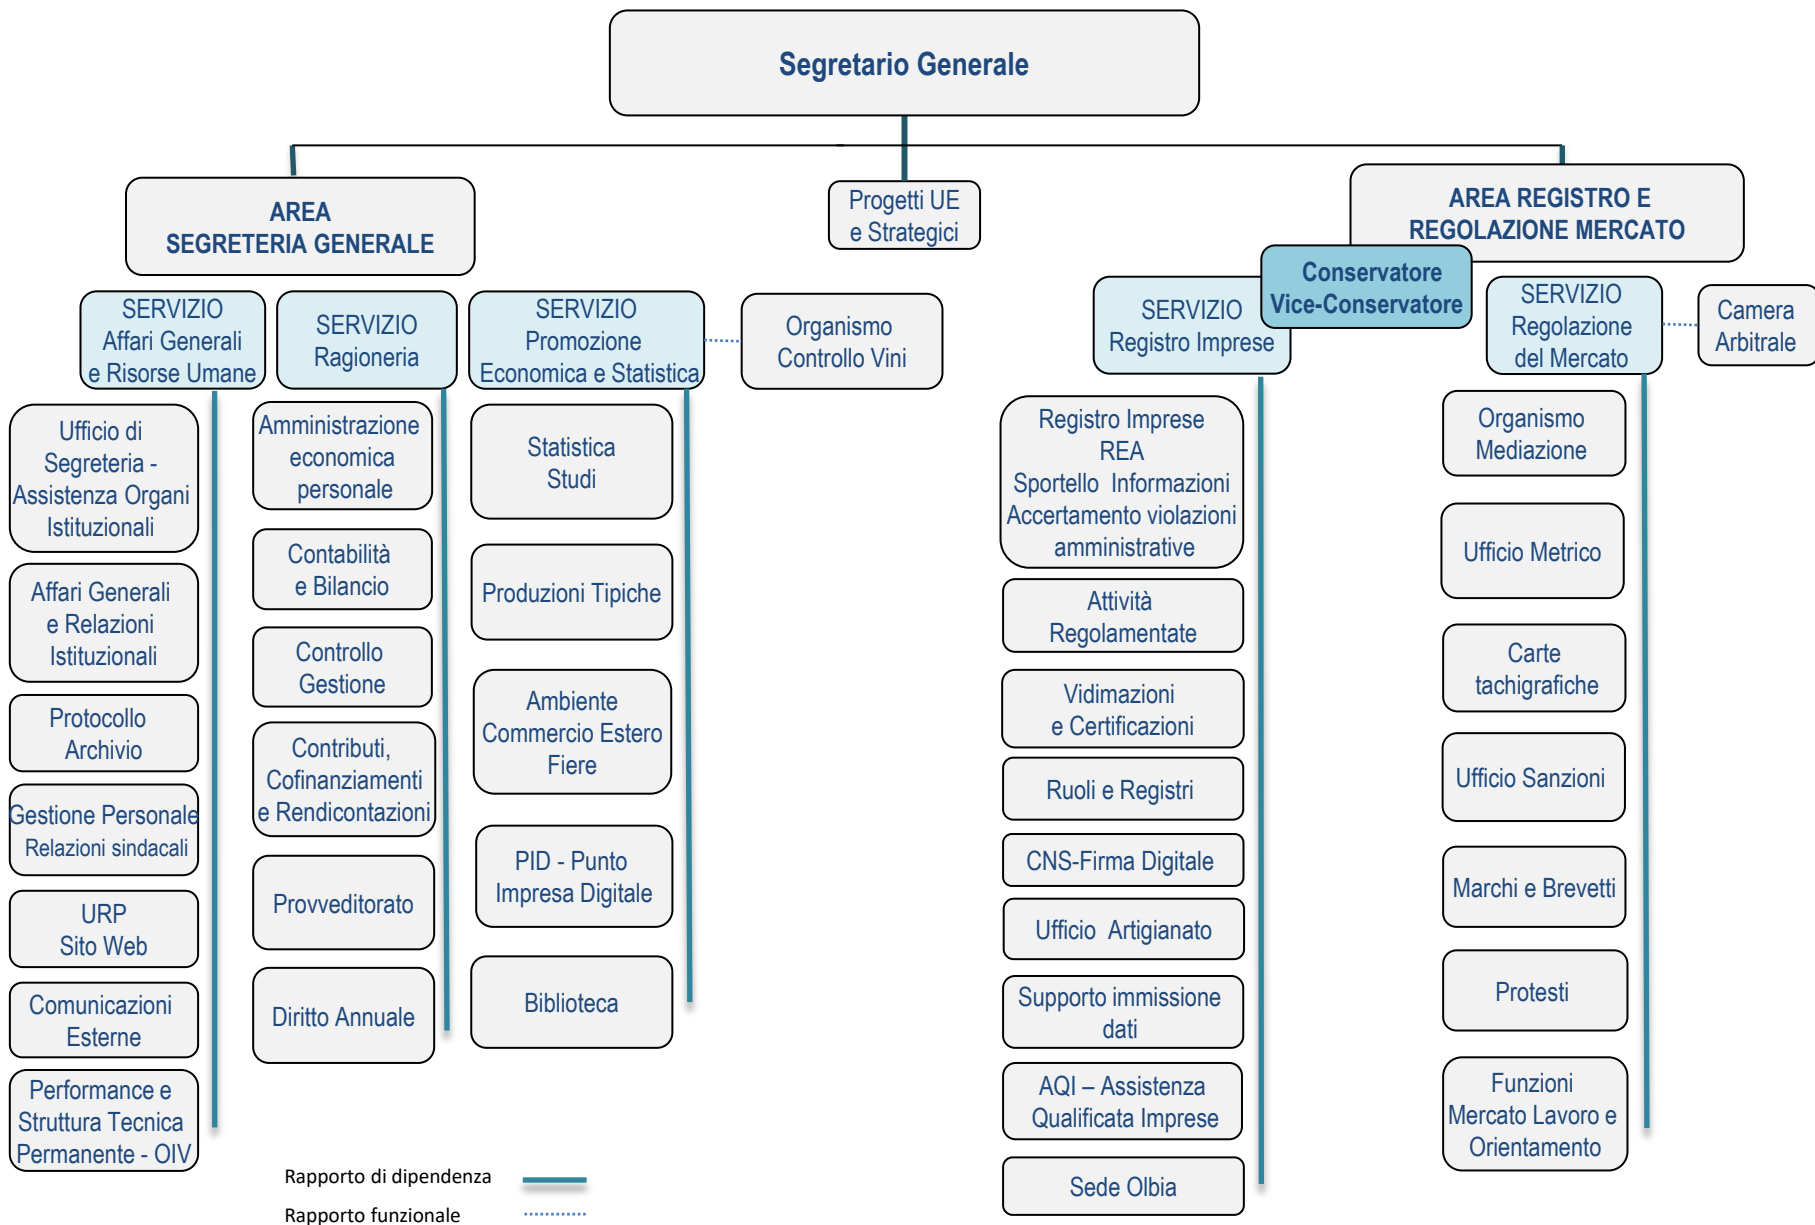 Segretario Generale
AREA
SEGRETERIA GENERALE
Progetti UE
e Strategici
AREA REGISTRO E
REGOLAZIONE MERCATO
Conservatore
Vice-Conservatore
SERVIZIO
Affari Generali
e Risorse Umane
SERVIZIO
Ragioneria
SERVIZIO
Promozione
Economica e Statistica
Organismo
Controllo Vini
SERVIZIO
Registro Imprese
SERVIZIO
Regolazione
del Mercato
Camera
Arbitrale
Ufficio di
Segreteria -
Assistenza Organi
Istituzionali
Affari Generali
e Relazioni
Istituzionali
Protocollo
Archivio
Gestione Personale
Relazioni sindacali
URP
Sito Web
Comunicazioni
Esterne
Performance e
Struttura Tecnica
Permanente - OIV
Amministrazione
economica
personale
Contabilità
e Bilancio
Controllo
Gestione
Contributi,
Cofinanziamenti
e Rendicontazioni
Provveditorato
Diritto Annuale
Statistica
Studi
Produzioni Tipiche
Ambiente
Commercio Estero
Fiere
PID - Punto
Impresa Digitale
Biblioteca
Registro Imprese
REA
Sportello Informazioni
Accertamento violazioni
amministrative
Attività
Regolamentate
Vidimazioni
e Certificazioni
Ruoli e Registri
CNS-Firma Digitale
Ufficio Artigianato
Supporto immissione
dati
AQI – Assistenza
Qualificata Imprese
Sede Olbia
Organismo
Mediazione
Ufficio Metrico
Carte
tachigrafiche
Ufficio Sanzioni
Marchi e Brevetti
Protesti
Funzioni
Mercato Lavoro e
Orientamento
Rapporto di dipendenza
Rapporto funzionale